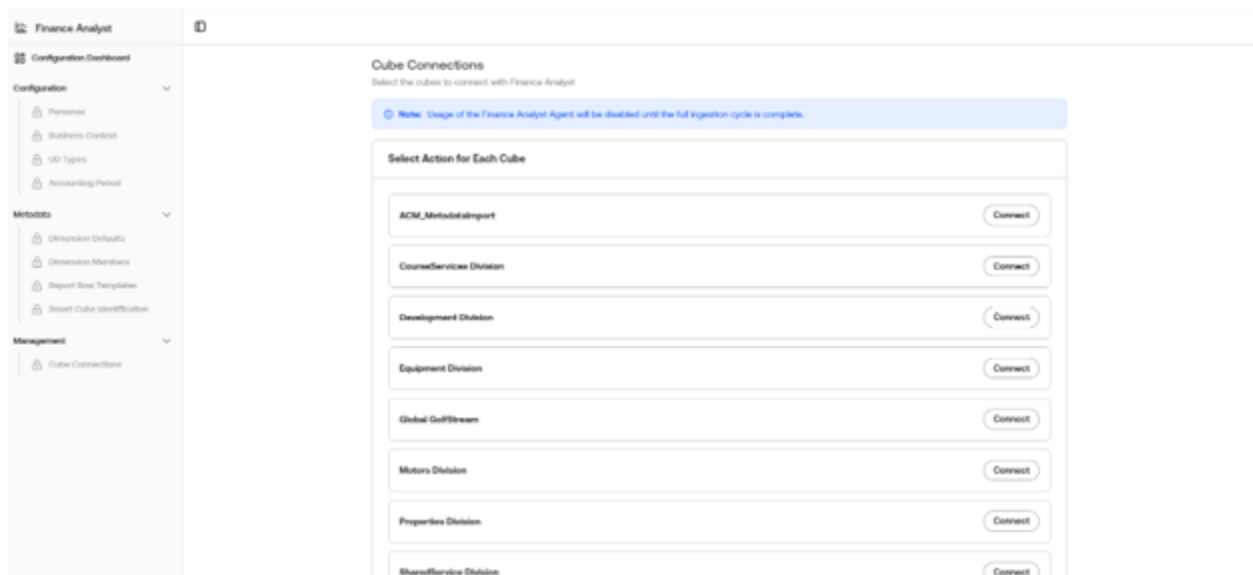 Finance Analyst
Configuration Dashboard
Configuration
Personas
Business Context
UD Types
Accounting Period
Metadata
Dimension Defaults
Dimension Members
Report Row Templates
Smart Cube Identification
Management
Cube Connections
Cube Connections
Select the cubes to connect with Finance Analyst
Note: Usage of the Finance Analyst Agent will be disabled until the full ingestion cycle is complete.
Select Action for Each Cube
ACM_MetadataImport Connect
CourseServices Division Connect
Development Division Connect
Equipment Division Connect
Global GolfStream Connect
Motors Division Connect
Properties Division Connect
SharedService Division Connect